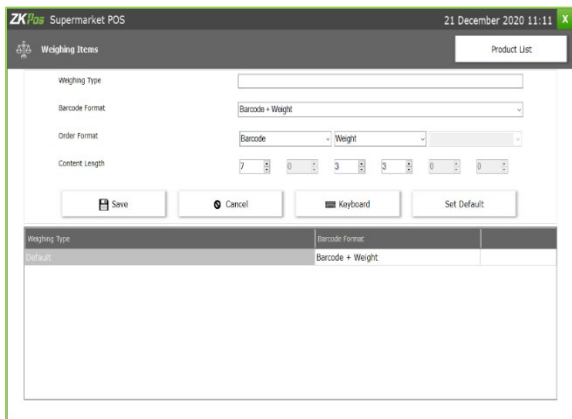 ZKPos Supermarket POS 21 December 2020 11:11 X
Weighing Items Product List
Weighing Type
Barcode Format Barcode + Weight
Order Format Barcode Weight
Content Length 7 0 3 3 0 0
Save Cancel Keyboard Set Default
Weighing Type Barcode Format
Default Barcode + Weight